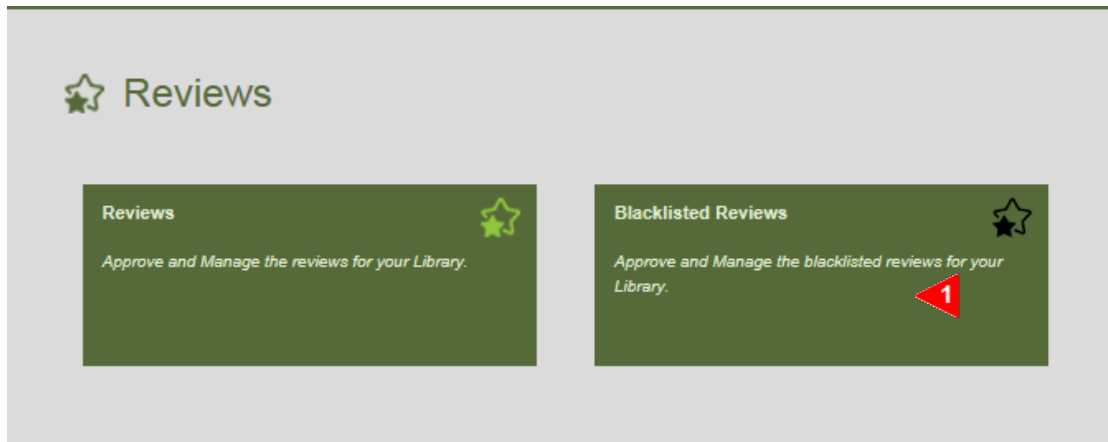 Reviews
Reviews
Approve and Manage the reviews for your Library.
Blacklisted Reviews
Approve and Manage the blacklisted reviews for your
Library.
1